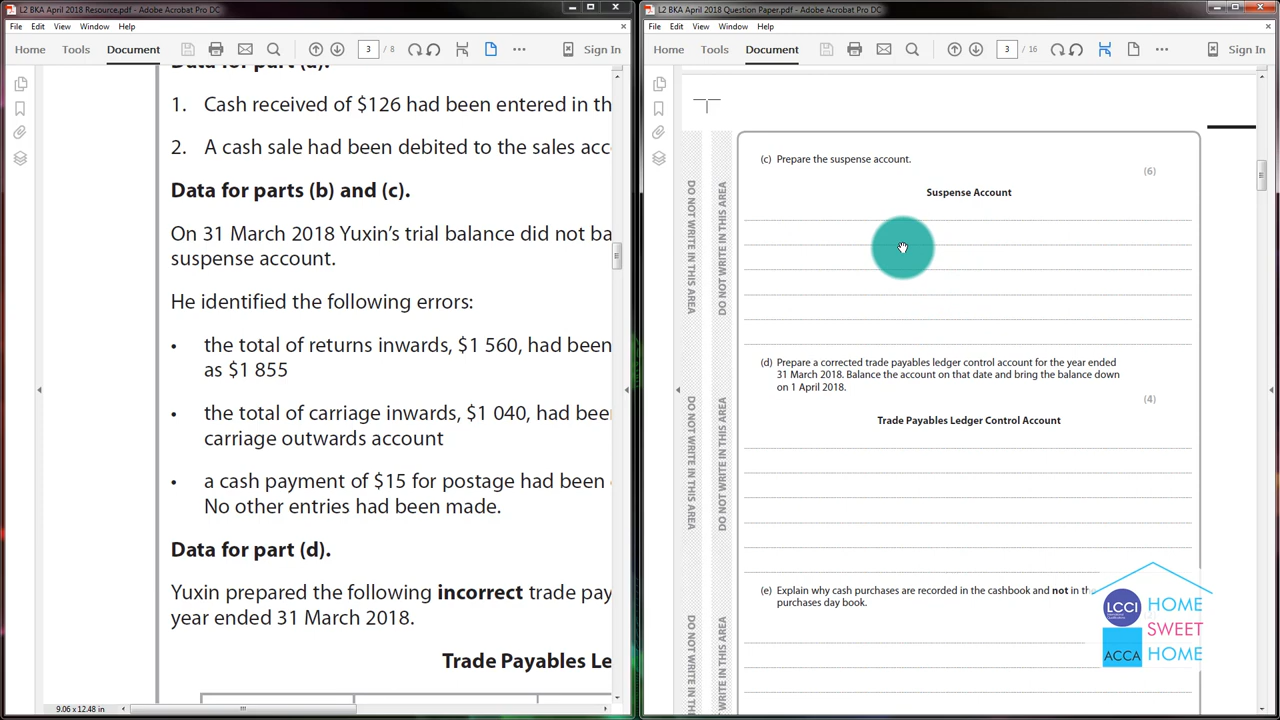 L2 BKA April 2018 Resource.pdf - Adobe Acrobat Pro DC
File Edit View Window Help
Home Tools Document 3 / 8 Sign In
Data for part (a).
1. Cash received of $126 had been entered in th
2. A cash sale had been debited to the sales acc
Data for parts (b) and (c).
On 31 March 2018 Yuxin's trial balance did not ba
suspense account.
He identified the following errors:
• the total of returns inwards, $1 560, had been
as $1 855
• the total of carriage inwards, $1 040, had bee
carriage outwards account
• a cash payment of $15 for postage had been
No other entries had been made.
Data for part (d).
Yuxin prepared the following incorrect trade pay
year ended 31 March 2018.
Trade Payables Le
9.06 x 12.48 in
L2 BKA April 2018 Question Paper.pdf - Adobe Acrobat Pro DC
File Edit View Window Help
Home Tools Document 3 / 16 Sign In
DO NOT WRITE IN THIS AREA
DO NOT WRITE IN THIS AREA
(c) Prepare the suspense account.
(6)
Suspense Account
DO NOT WRITE IN THIS AREA
DO NOT WRITE IN THIS AREA
(d) Prepare a corrected trade payables ledger control account for the year ended
31 March 2018. Balance the account on that date and bring the balance down
on 1 April 2018.
(4)
Trade Payables Ledger Control Account
DO NOT WRITE IN TH
NOT WRITE IN THI
(e) Explain why cash purchases are recorded in the cashbook and not in th
purchases day book.
LCCI
HOME
SWEET
ACCA
HOME